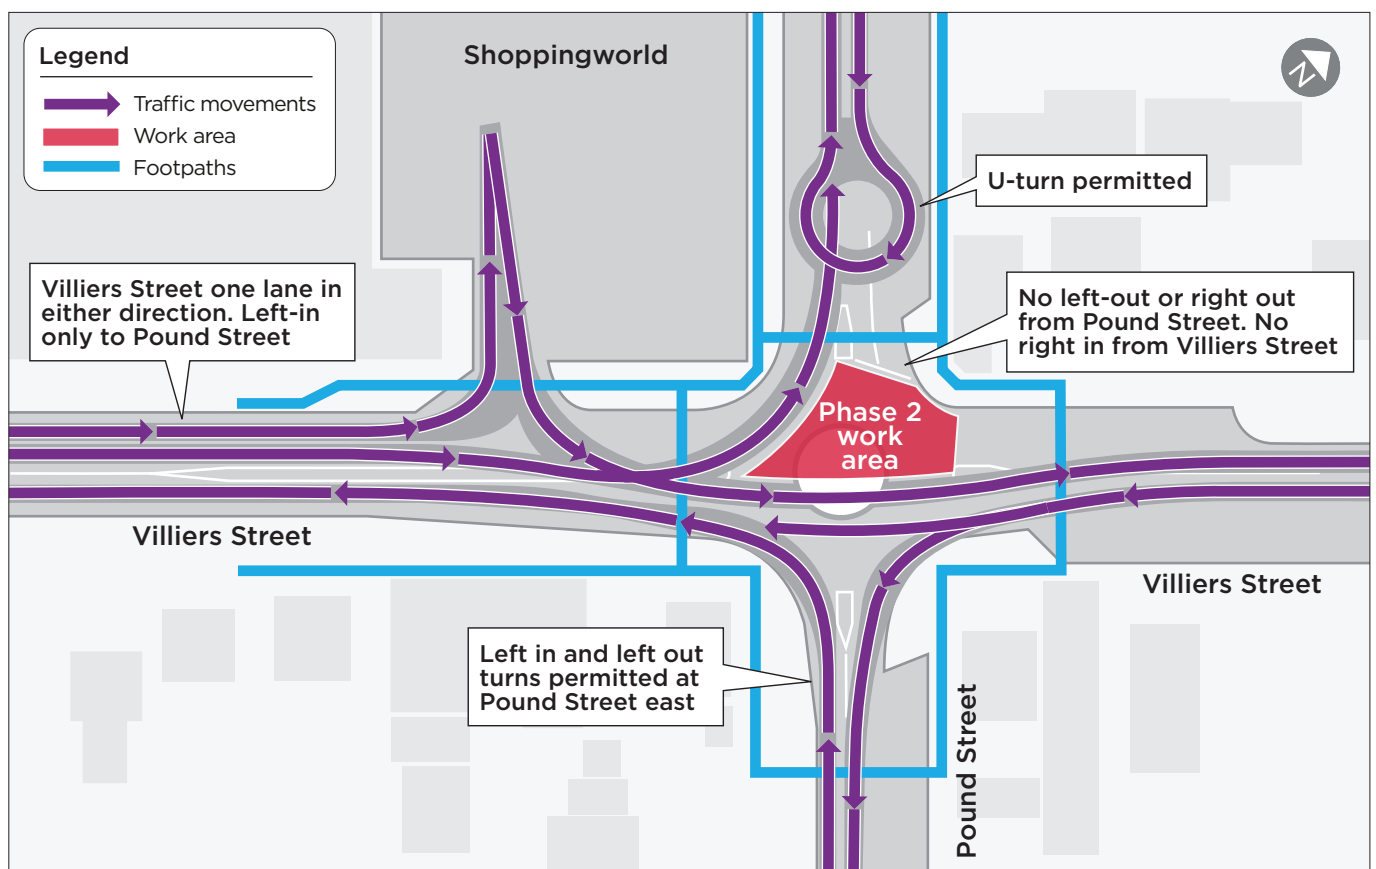 Legend
Traffic movements
Work area
Footpaths
Shoppingworld
N
U-turn permitted
Villiers Street one lane in
either direction. Left-in
only to Pound Street
No left-out or right out
from Pound Street. No
right in from Villiers Street
Phase 2
work
area
Villiers Street
Villiers Street
Left in and left out
turns permitted at
Pound Street east
Pound Street